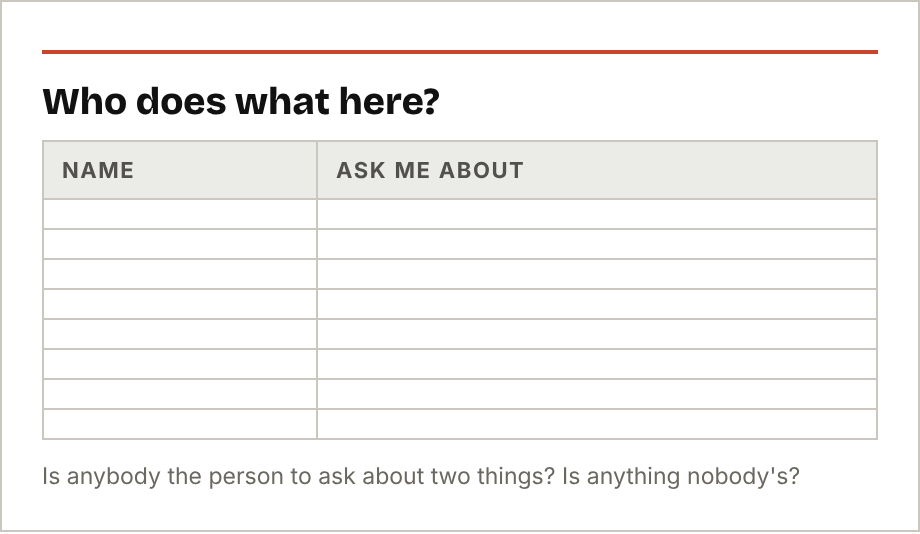 Who does what here?
NAME
ASK ME ABOUT
Is anybody the person to ask about two things? Is anything nobody's?